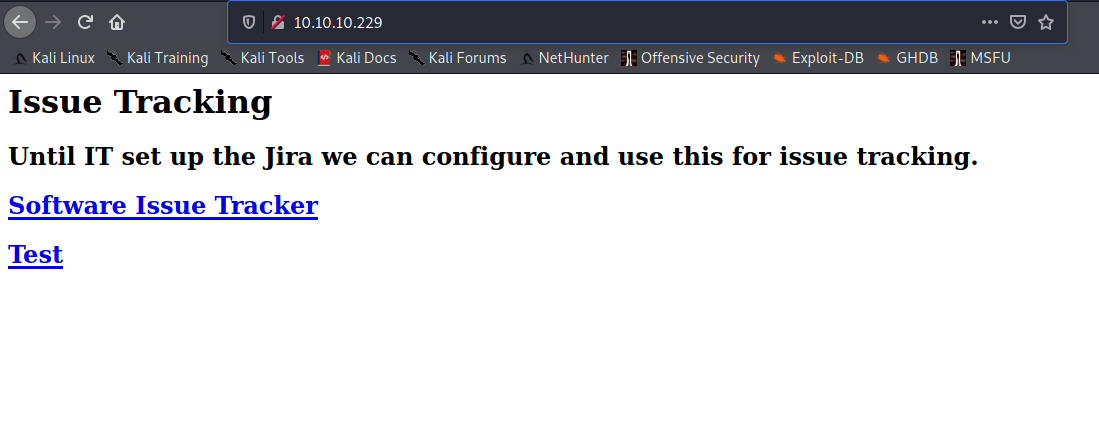 10.10.10.229
Kali Linux Kali Training Kali Tools Kali Docs Kali Forums NetHunter Offensive Security Exploit-DB GHDB MSFU
Issue Tracking
Until IT set up the Jira we can configure and use this for issue tracking.
Software Issue Tracker
Test